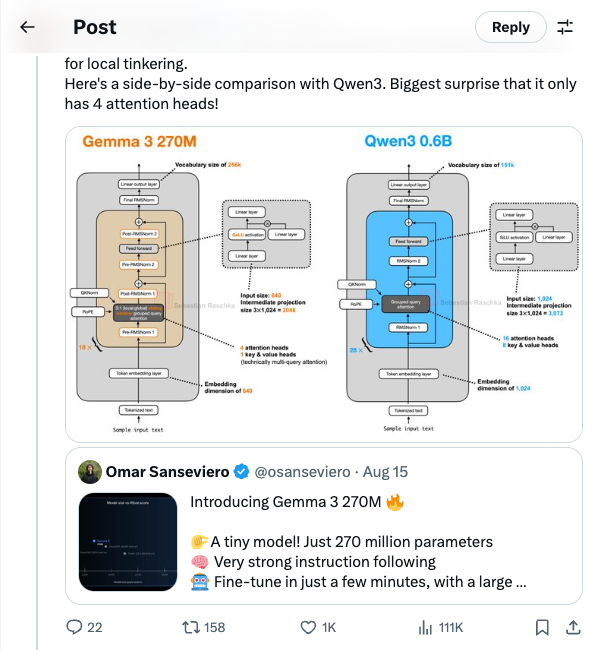 Post
Reply
for local tinkering.
Here's a side-by-side comparison with Qwen3. Biggest surprise that it only
has 4 attention heads!
Gemma 3 270M
Vocabulary size of 256k
Linear output layer
Final RMSNorm
Post-RMSNorm 2
Feed forward
Pre-RMSNorm 2
Post-RMSNorm 1
QKNorm
RoPE
grouped query
attention
Pre-RMSNorm 1
18 ×
Token embedding layer
Tokenized text
Sample input text
Linear layer
GeLU activation
Linear layer
Linear layer
Input size: 640
Intermediate projection
size 3×1,024 = 2048
4 attention heads
1 key & value heads
(technically multi-query attention)
Embedding
dimension of 640
Sebastian Raschka
Qwen3 0.6B
Vocabulary size of 151k
Linear output layer
Final RMSNorm
Feed forward
RMSNorm 2
QKNorm
RoPE
Grouped query
attention
RMSNorm 1
28 ×
Token embedding layer
Tokenized text
Sample input text
Linear layer
SiLU activation
Linear layer
Linear layer
Input size: 1,024
Intermediate projection
size 3×1,024 = 3,072
16 attention heads
8 key & value heads
Embedding
dimension of 1,024
Sebastian Raschka
Omar Sanseviero @osanseviero · Aug 15
Introducing Gemma 3 270M 🔥
🤏A tiny model! Just 270 million parameters
🧠 Very strong instruction following
🤖 Fine-tune in just a few minutes, with a large ...
22
158
1K
111K